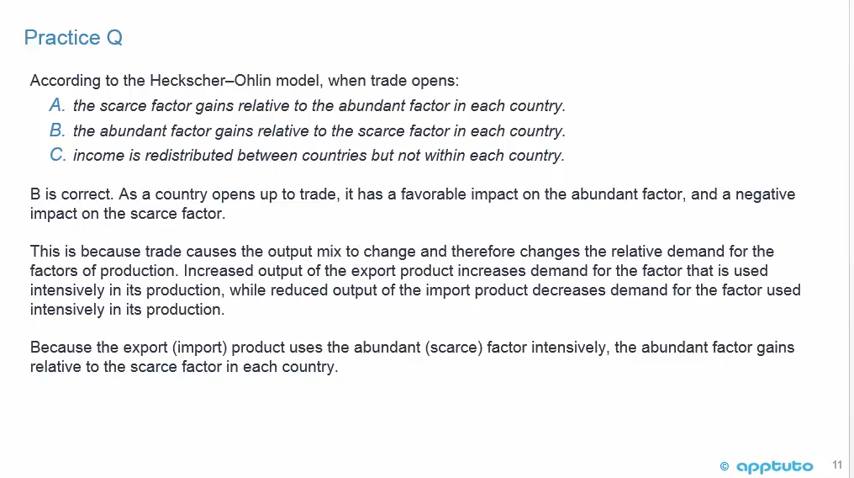 Practice Q
According to the Heckscher–Ohlin model, when trade opens:
A. the scarce factor gains relative to the abundant factor in each country.
B. the abundant factor gains relative to the scarce factor in each country.
C. income is redistributed between countries but not within each country.
B is correct. As a country opens up to trade, it has a favorable impact on the abundant factor, and a negative
impact on the scarce factor.
This is because trade causes the output mix to change and therefore changes the relative demand for the
factors of production. Increased output of the export product increases demand for the factor that is used
intensively in its production, while reduced output of the import product decreases demand for the factor used
intensively in its production.
Because the export (import) product uses the abundant (scarce) factor intensively, the abundant factor gains
relative to the scarce factor in each country.
© apptuto 11